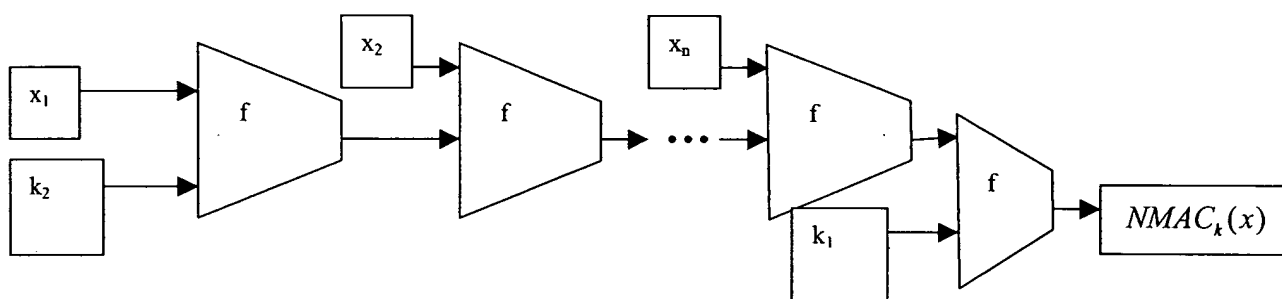 x₁
k₂
f
x₂
f
•••
xₙ
f
k₁
f
NMACₖ(x)